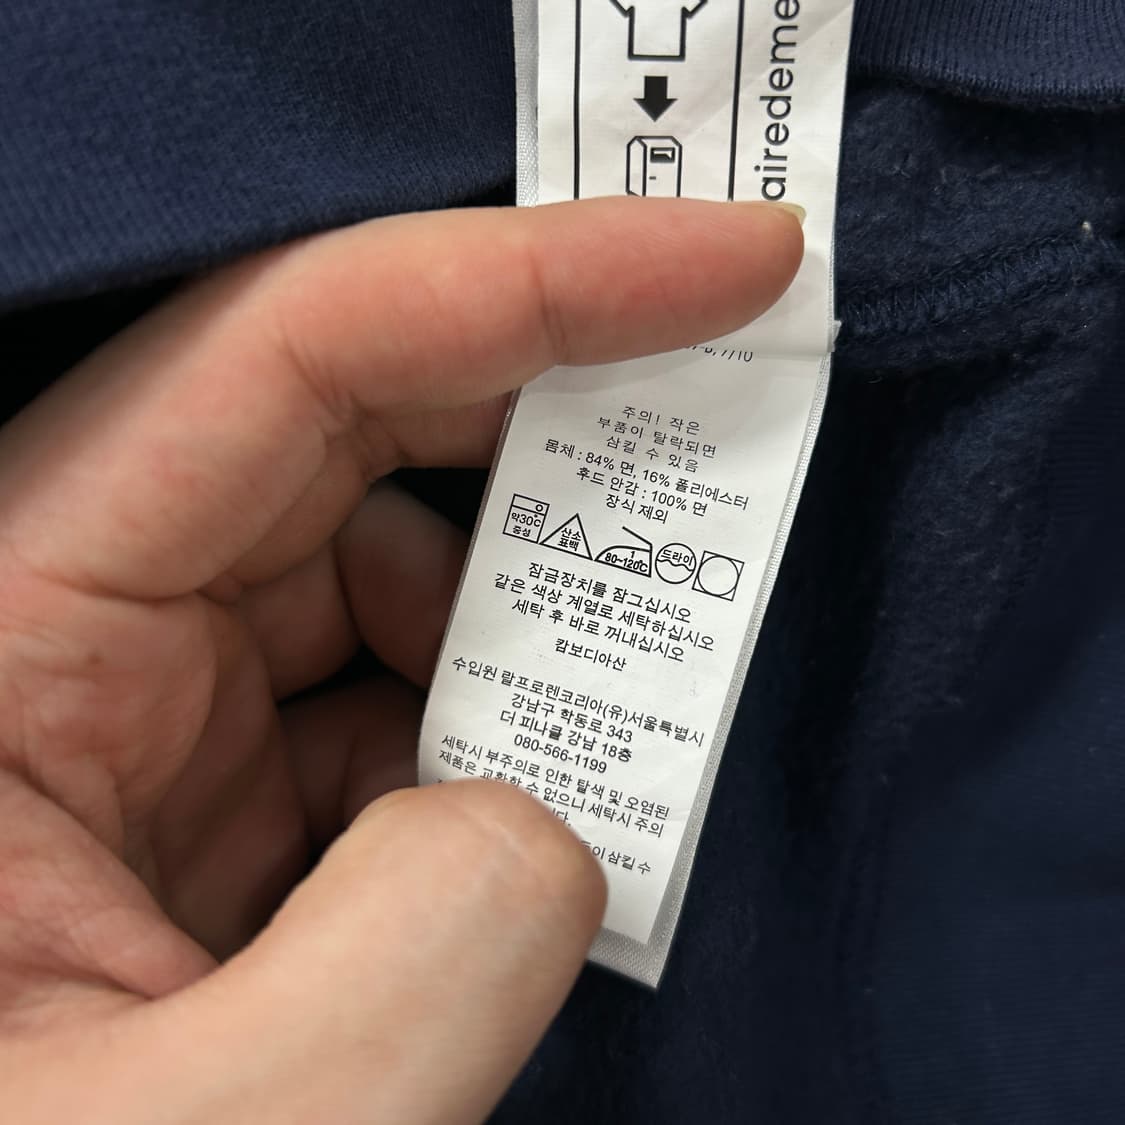 airedeme
7/10
주의! 작은
부품이 탈락되면
삼킬 수 있음
몸체 : 84% 면, 16% 폴리에스터
후드 안감 : 100% 면
장식 제외
약30℃
중성
산소
표백
1
80~120℃
드라이
잠금장치를 잠그십시오
같은 색상 계열로 세탁하십시오
세탁 후 바로 꺼내십시오
캄보디아산
수입원 랄프로렌코리아(유)서울특별시
강남구 학동로 343
더 피나클 강남 18층
080-566-1199
세탁시 부주의로 인한 탈색 및 오염된
제품은 교환할 수 없으니 세탁시 주의
삼킬 수